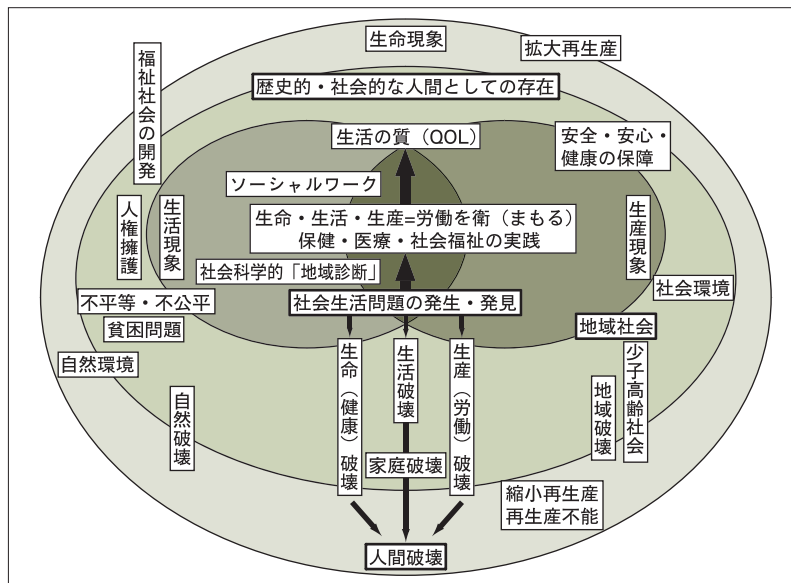 生命現象
拡大再生産
福祉社会の開発
歴史的・社会的な人間としての存在
生活の質（QOL）
安全・安心・
健康の保障
ソーシャルワーク
人権擁護
生活現象
生命・生活・生産=労働を衛（まもる）
保健・医療・社会福祉の実践
生産現象
社会科学的「地域診断」
社会環境
不平等・不公平
社会生活問題の発生・発見
貧困問題
地域社会
自然環境
生命（健康）破壊
生活破壊
生産（労働）破壊
少子高齢社会
地域破壊
自然破壊
家庭破壊
縮小再生産
再生産不能
人間破壊